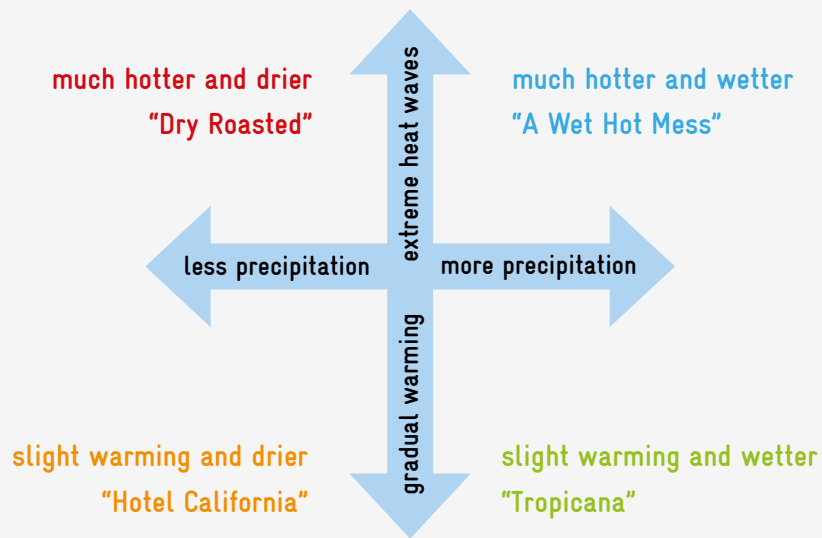 much hotter and drier
“Dry Roasted”
much hotter and wetter
“A Wet Hot Mess”
extreme heat waves
less precipitation
more precipitation
gradual warming
slight warming and drier
“Hotel California”
slight warming and wetter
“Tropicana”